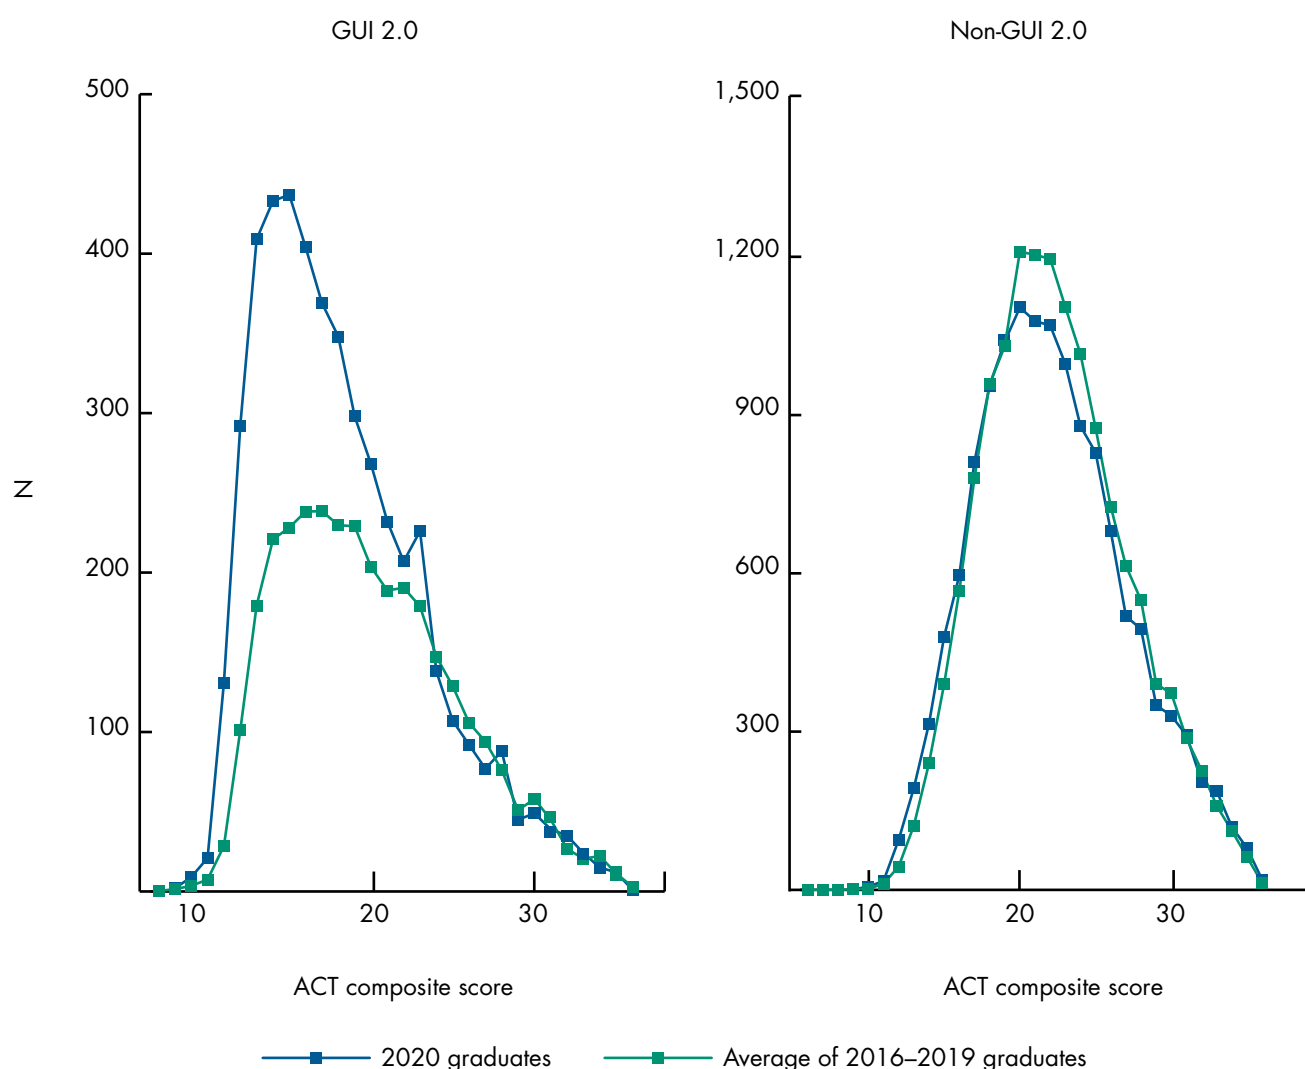 GUI 2.0
Non-GUI 2.0
500
400
300
200
100
N
10 20 30
ACT composite score
1,500
1,200
900
600
300
10 20 30
ACT composite score
2020 graduates
Average of 2016–2019 graduates